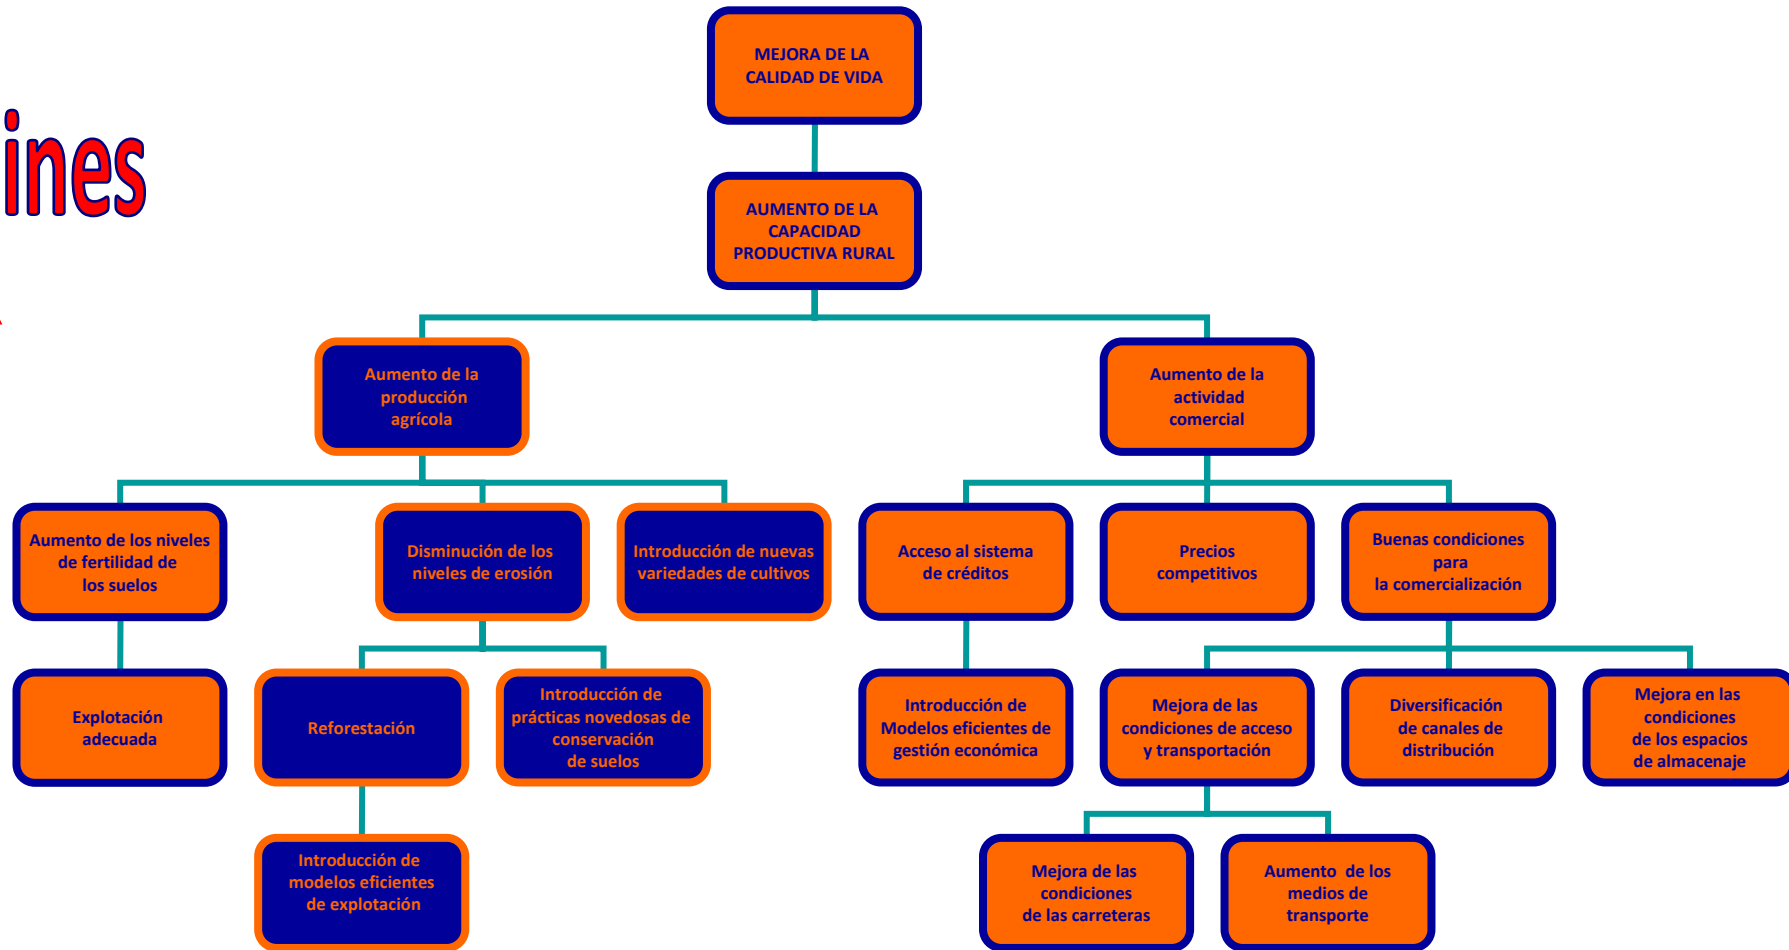 MEJORA DE LA
CALIDAD DE VIDA
ines
AUMENTO DE LA
CAPACIDAD
PRODUCTIVA RURAL
Aumento de la
producción
agrícola
Aumento de la
actividad
comercial
Aumento de los niveles
de fertilidad de
los suelos
Disminución de los
niveles de erosión
Introducción de nuevas
variedades de cultivos
Acceso al sistema
de créditos
Precios
competitivos
Buenas condiciones
para
la comercialización
Explotación
adecuada
Reforestación
Introducción de
prácticas novedosas de
conservación
de suelos
Introducción de
Modelos eficientes de
gestión económica
Mejora de las
condiciones de acceso
y transportación
Diversificación
de canales de
distribución
Mejora en las
condiciones
de los espacios
de almacenaje
Introducción de
modelos eficientes
de explotación
Mejora de las
condiciones
de las carreteras
Aumento  de los
medios de
transporte